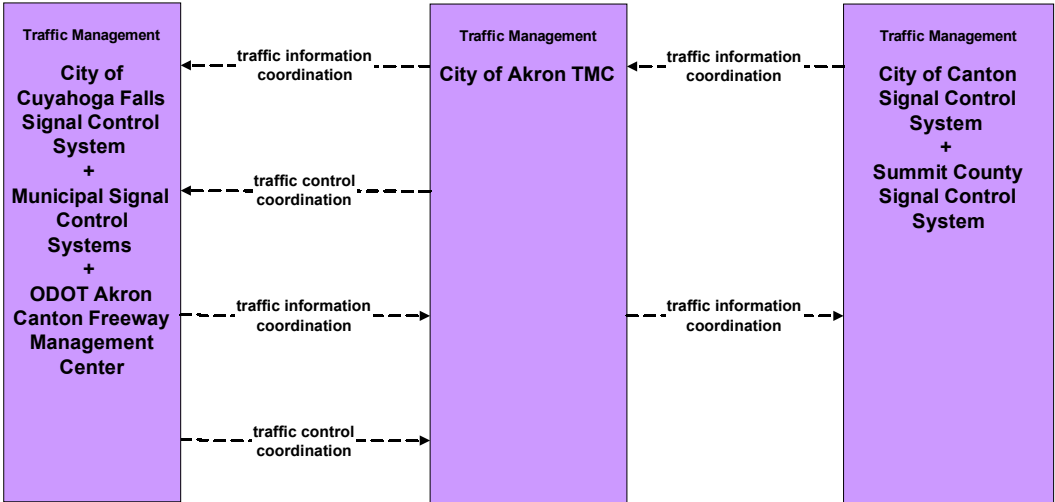 Traffic Management
City of
Cuyahoga Falls
Signal Control
System
+
Municipal Signal
Control
Systems
+
ODOT Akron
Canton Freeway
Management
Center
traffic information
coordination
traffic control
coordination
traffic information
coordination
traffic control
coordination
Traffic Management
City of Akron TMC
traffic information
coordination
traffic information
coordination
Traffic Management
City of Canton
Signal Control
System
+
Summit County
Signal Control
System